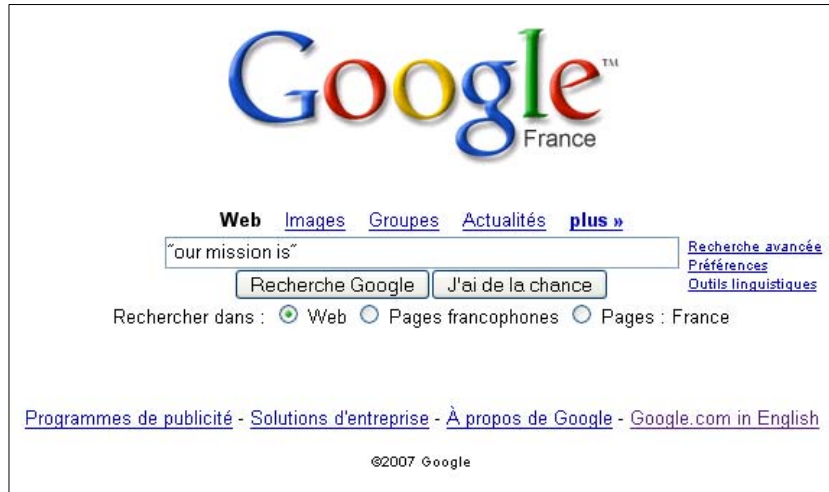 Google™
France
Web Images Groupes Actualités plus »
"our mission is"
Recherche avancée
Préférences
Outils linguistiques
Recherche Google J'ai de la chance
Rechercher dans : Web Pages francophones Pages : France
Programmes de publicité - Solutions d'entreprise - À propos de Google - Google.com in English
©2007 Google